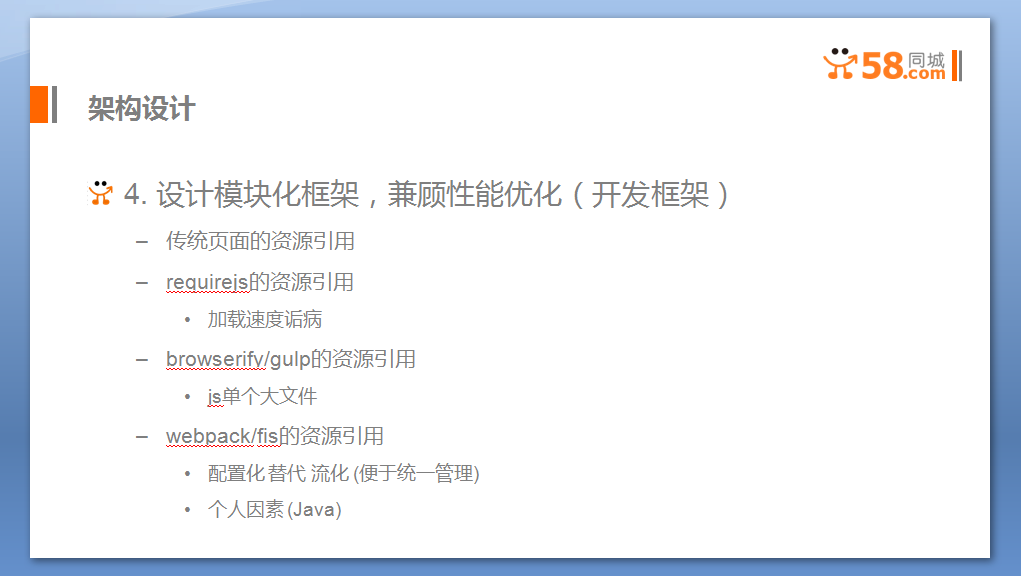 58同城.com
架构设计
4. 设计模块化框架，兼顾性能优化（开发框架）
– 传统页面的资源引用
– requirejs的资源引用
• 加载速度诟病
– browserify/gulp的资源引用
• js单个大文件
– webpack/fis的资源引用
• 配置化 替代 流化 (便于统一管理)
• 个人因素 (Java)